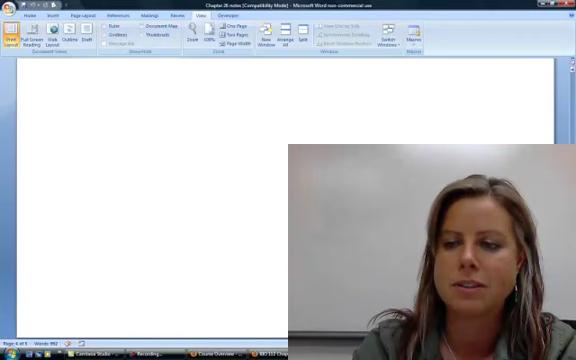 Chapter 26 notes [Compatibility Mode] - Microsoft Word non-commercial use
Home Insert Page Layout References Mailings Review View Developer
Print Layout Full Screen Reading Web Layout Outline Draft
Ruler Document Map
Gridlines Thumbnails
Message Bar
Zoom 100%
One Page
Two Pages
Page Width
New Window Arrange All Split
View Side by Side
Synchronous Scrolling
Reset Window Position
Switch Windows Macros
Document Views Show/Hide Zoom Window Macros
Page: 4 of 5 Words: 992
Camtasia Studio - Recording... Course Overview - BIO 112 Chap